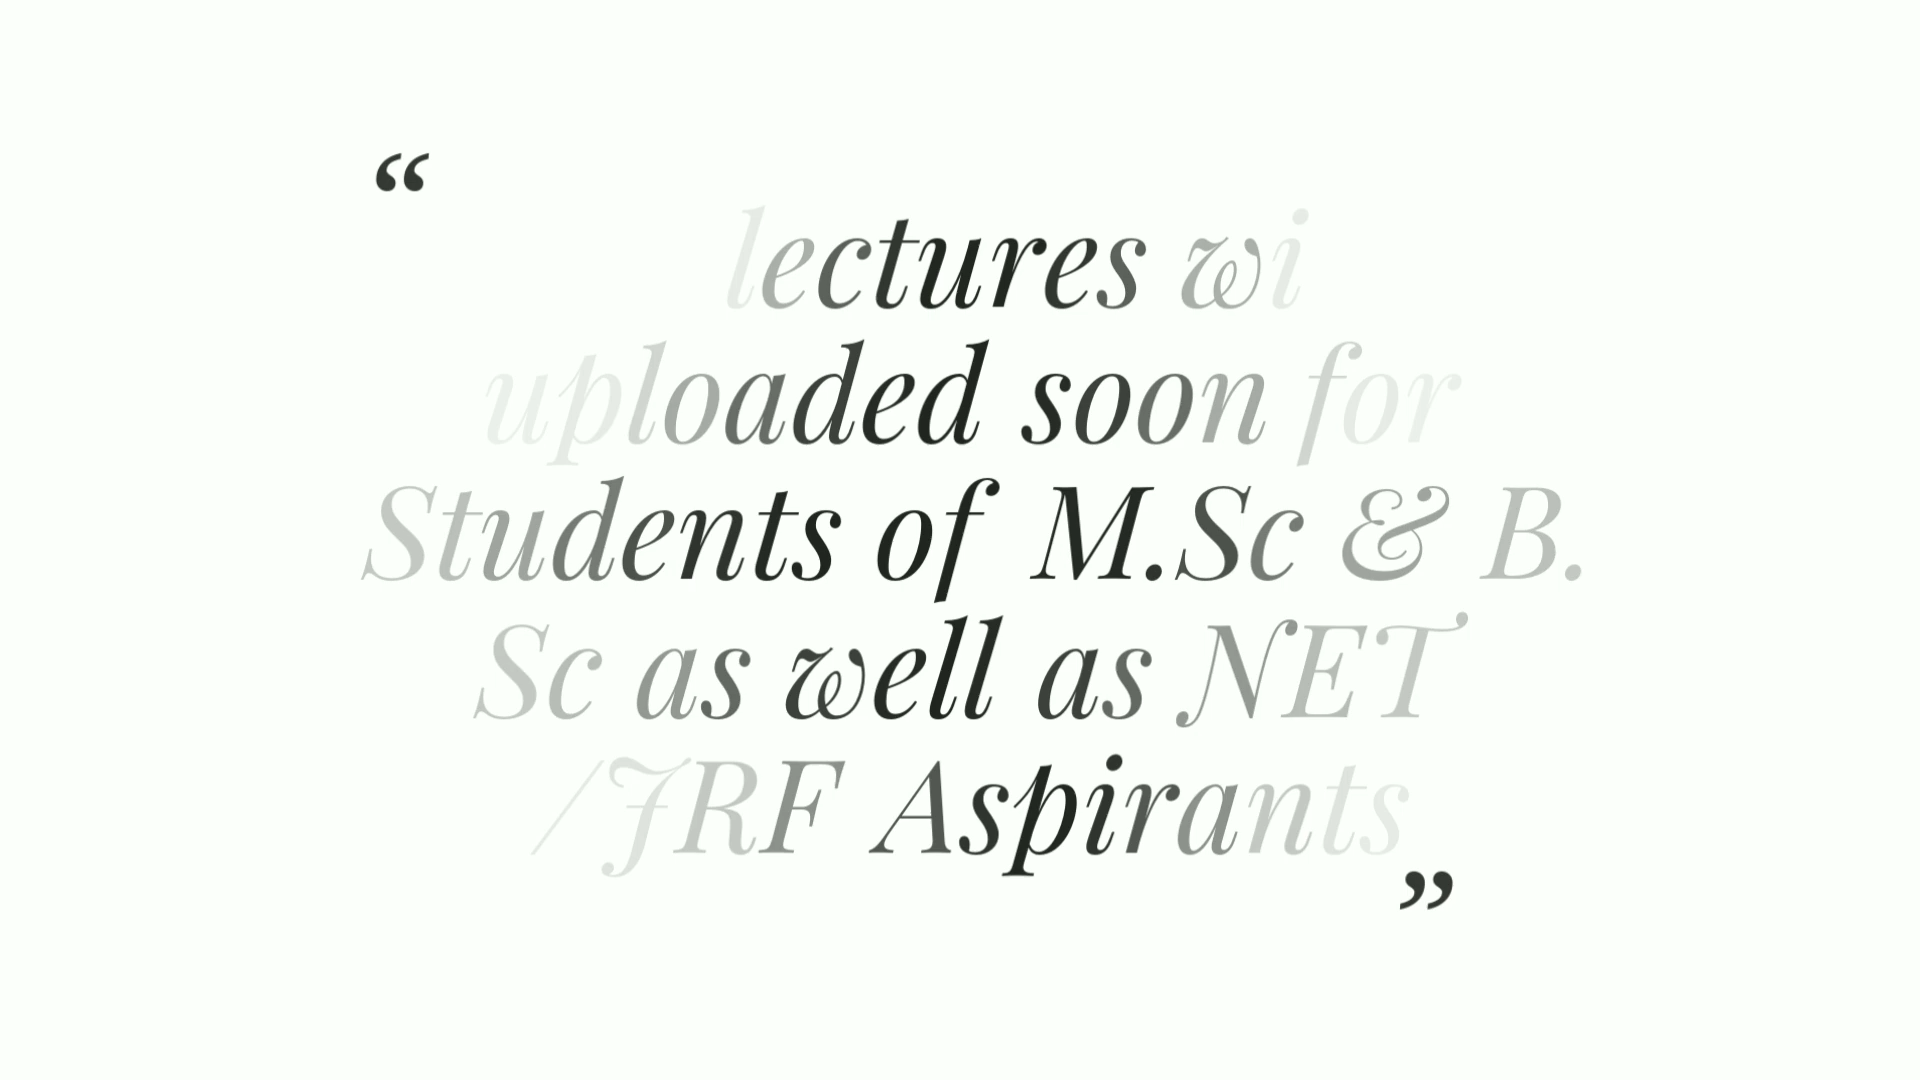 “
lectures wi
uploaded soon for
Students of M.Sc & B.
Sc as well as NET
/JRF Aspirants
”